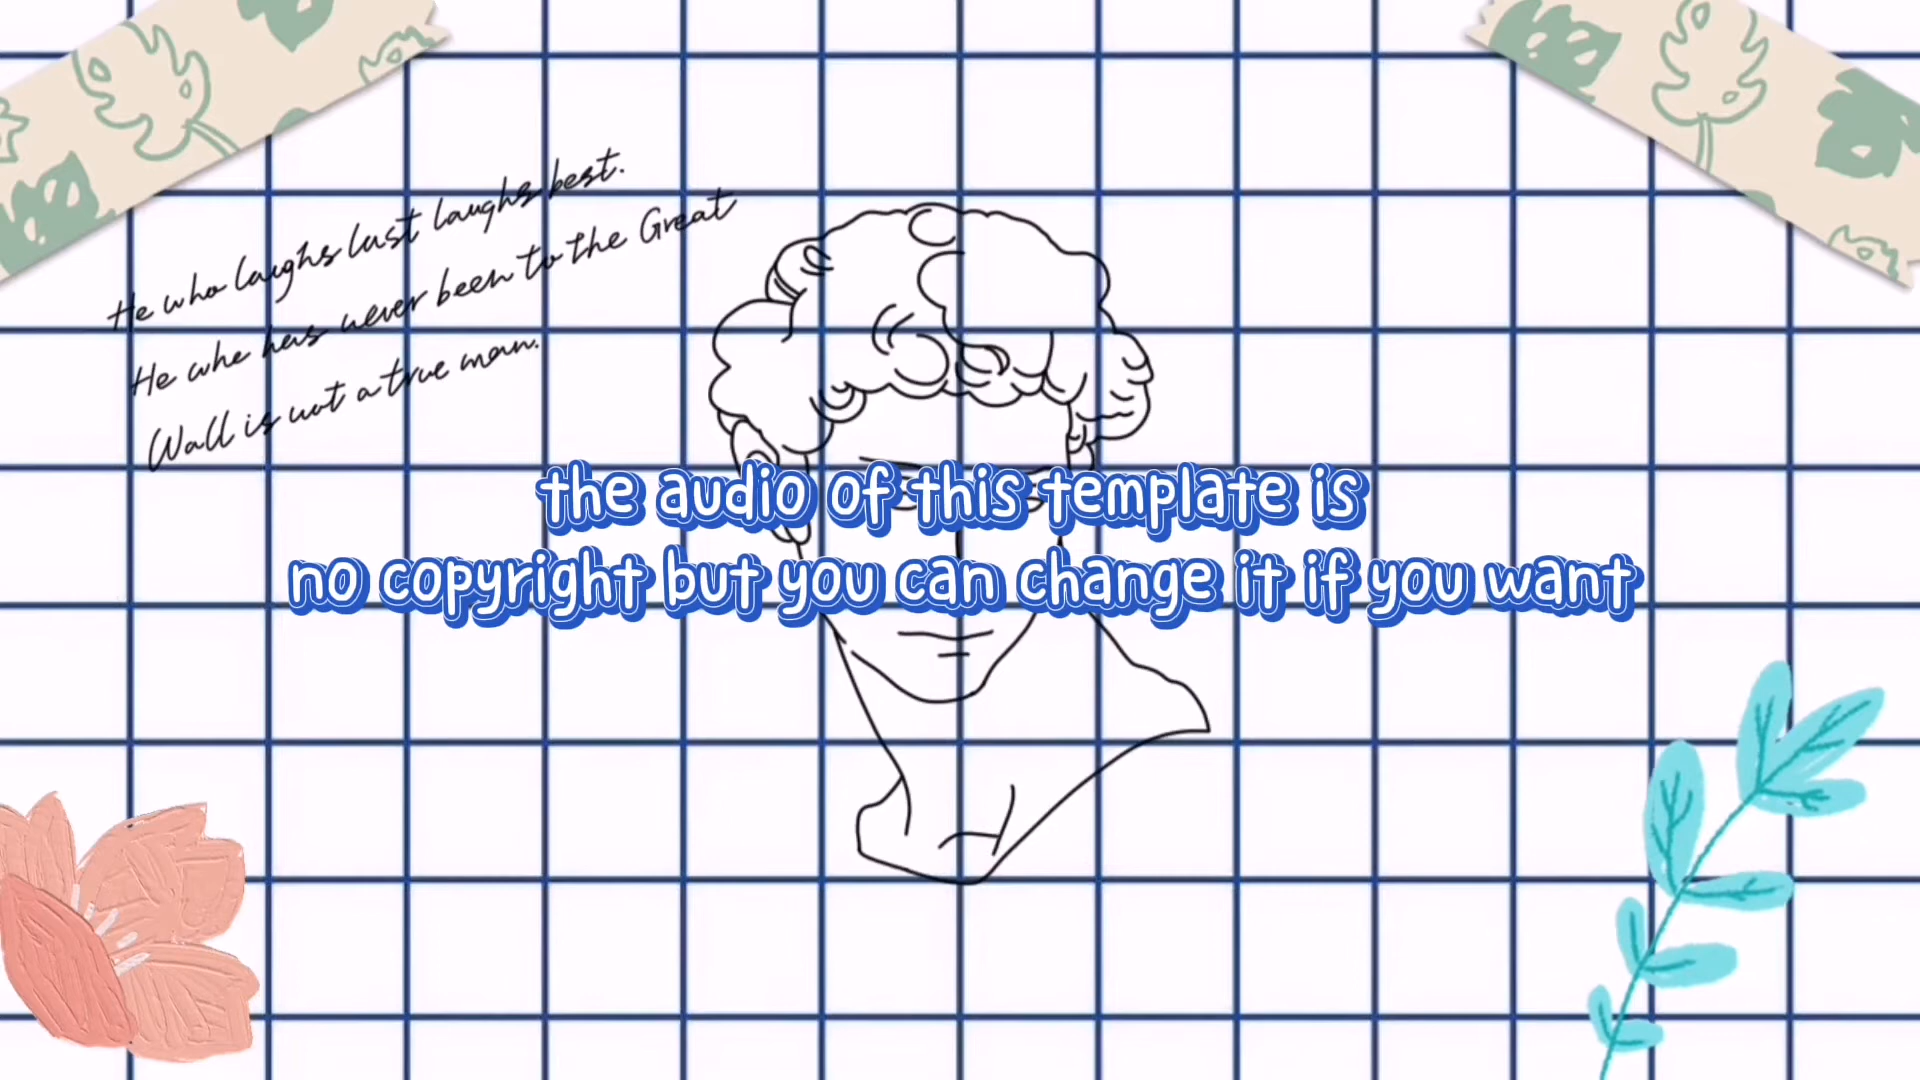 He who laughs last laughs best.
He whe has never been to the Great
Wall is not a true man.
the audio of this template is
no copyright but you can change it if you want